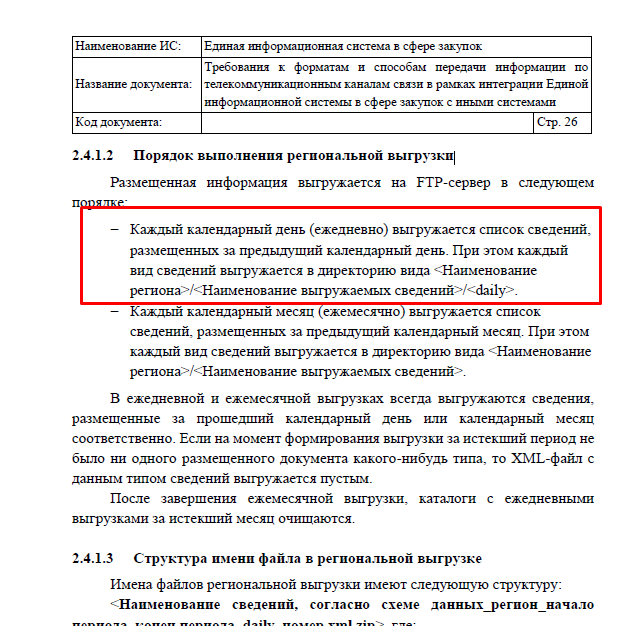 Наименование ИС: Единая информационная система в сфере закупок
Название документа: Требования к форматам и способам передачи информации по
телекоммуникационным каналам связи в рамках интеграции Единой
информационной системы в сфере закупок с иными системами
Код документа: Стр. 26
2.4.1.2 Порядок выполнения региональной выгрузки
Размещенная информация выгружается на FTP-сервер в следующем
порядке:
– Каждый календарный день (ежедневно) выгружается список сведений,
размещенных за предыдущий календарный день. При этом каждый
вид сведений выгружается в директорию вида <Наименование
региона>/<Наименование выгружаемых сведений>/<daily>.
– Каждый календарный месяц (ежемесячно) выгружается список
сведений, размещенных за предыдущий календарный месяц. При этом
каждый вид сведений выгружается в директорию вида <Наименование
региона>/<Наименование выгружаемых сведений>.
В ежедневной и ежемесячной выгрузках всегда выгружаются сведения,
размещенные за прошедший календарный день или календарный месяц
соответственно. Если на момент формирования выгрузки за истекший период не
было ни одного размещенного документа какого-нибудь типа, то XML-файл с
данным типом сведений выгружается пустым.
После завершения ежемесячной выгрузки, каталоги с ежедневными
выгрузками за истекший месяц очищаются.
2.4.1.3 Структура имени файла в региональной выгрузке
Имена файлов региональной выгрузки имеют следующую структуру:
<Наименование сведений, согласно схеме данных_регион_начало
периода_конец периода_daily_номер.xml.zip>, где: